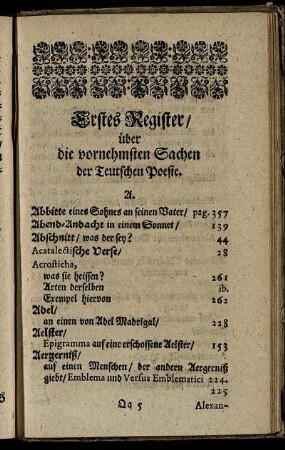 Erstes Register/
über
die vornehmsten Sachen
der Teutschen Poesie.
A.
Abbitte eines Sohnes an seinen Vater/ pag. 357
Abend-Andacht in einem Sonnet/ 139
Abschnitt/ was der sey? 44
Acatalectische Verse/ 28
Acrosticha,
was sie heissen? 261
Arten derselben ib.
Exempel hiervon 262
Adel/
an einen von Adel Madrigal/ 228
Aelster/
Epigramma auf eine erschossene Aelster/ 153
Aergerniß/
auf einen Menschen/ der andern Aergerniß
giebt/ Emblema und Versus Emblematici 224.
225
Qq 5 Alexan-